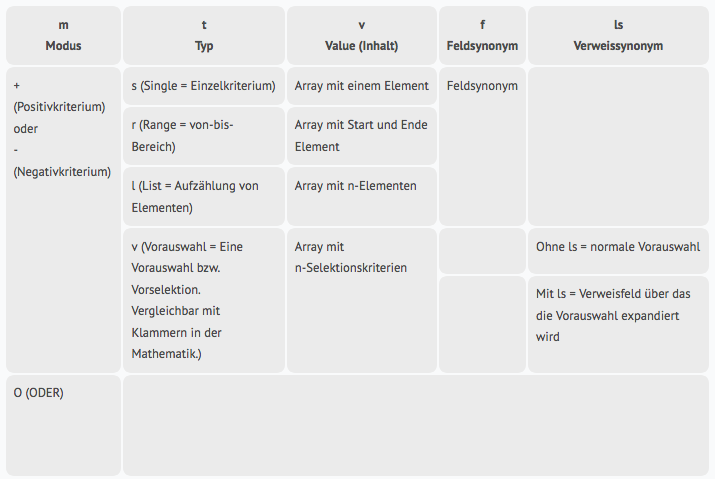 m
Modus
t
Typ
v
Value (Inhalt)
f
Feldsynonym
ls
Verweissynonym
+
(Positivkriterium)
oder
-
(Negativkriterium)
s (Single = Einzelkriterium)
Array mit einem Element
Feldsynonym
r (Range = von-bis-
Bereich)
Array mit Start und Ende
Element
l (List = Aufzählung von
Elementen)
Array mit n-Elementen
v (Vorauswahl = Eine
Vorauswahl bzw.
Vorselektion.
Vergleichbar mit
Klammern in der
Mathematik.)
Array mit
n-Selektionskriterien
Ohne ls = normale Vorauswahl
Mit ls = Verweisfeld über das
die Vorauswahl expandiert
wird
O (ODER)